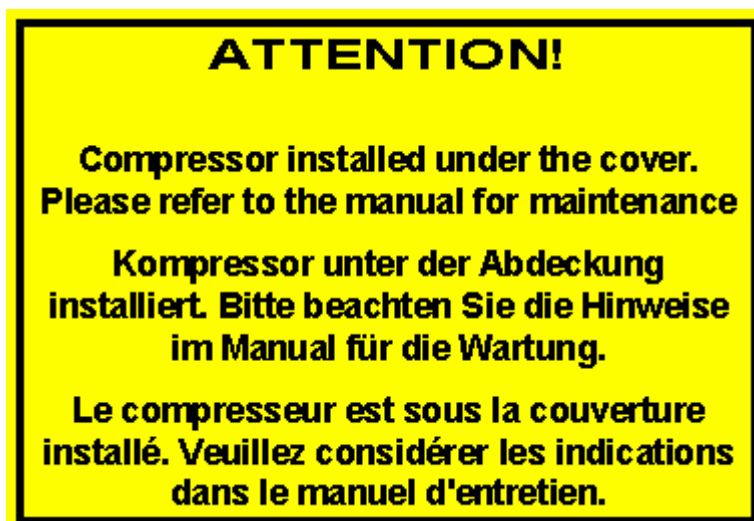 ATTENTION!
Compressor installed under the cover.
Please refer to the manual for maintenance
Kompressor unter der Abdeckung
installiert. Bitte beachten Sie die Hinweise
im Manual für die Wartung.
Le compresseur est sous la couverture
installé. Veuillez considérer les indications
dans le manuel d'entretien.